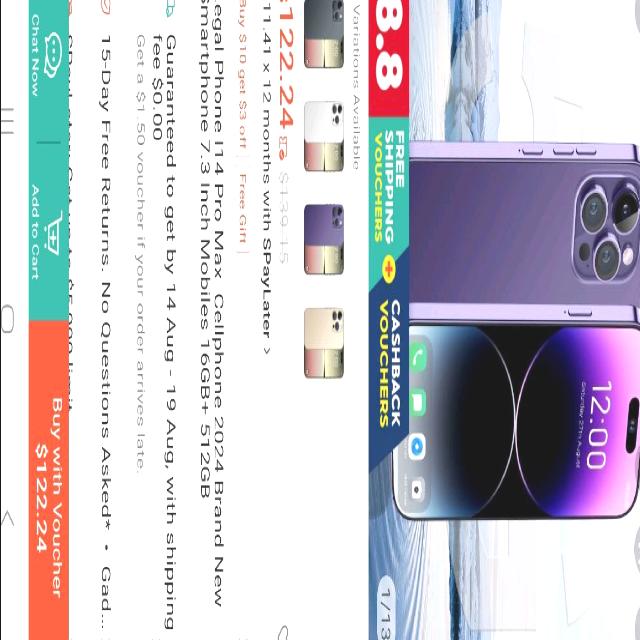 12:00
Saturday 27th August
1/13
8.8
FREE
SHIPPING
VOUCHERS
+
CASHBACK
VOUCHERS
Variations Available
$122.24
$139.15
11.41 x 12 months with SPayLater >
Buy $10 get $3 off
Free Gift
egal Phone I14 Pro Max Cellphone 2024 Brand New
smartphone 7.3 Inch Mobiles 16GB+ 512GB
Guaranteed to get by 14 Aug - 19 Aug, with shipping
fee $0.00
Get a $1.50 voucher if your order arrives late.
15-Day Free Returns. No Questions Asked* • Gad...
Chat Now
Add to Cart
Buy with Voucher
$122.24